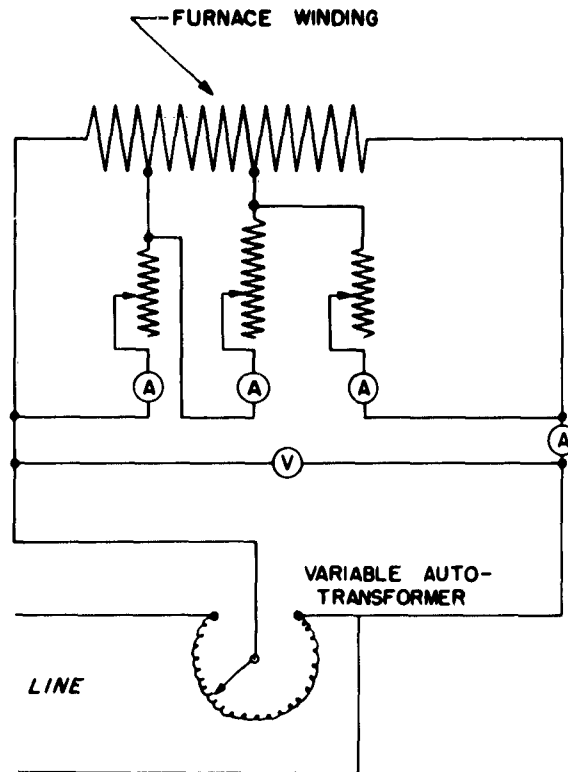 FURNACE WINDING
A
A
A
A
V
VARIABLE AUTO-
TRANSFORMER
LINE